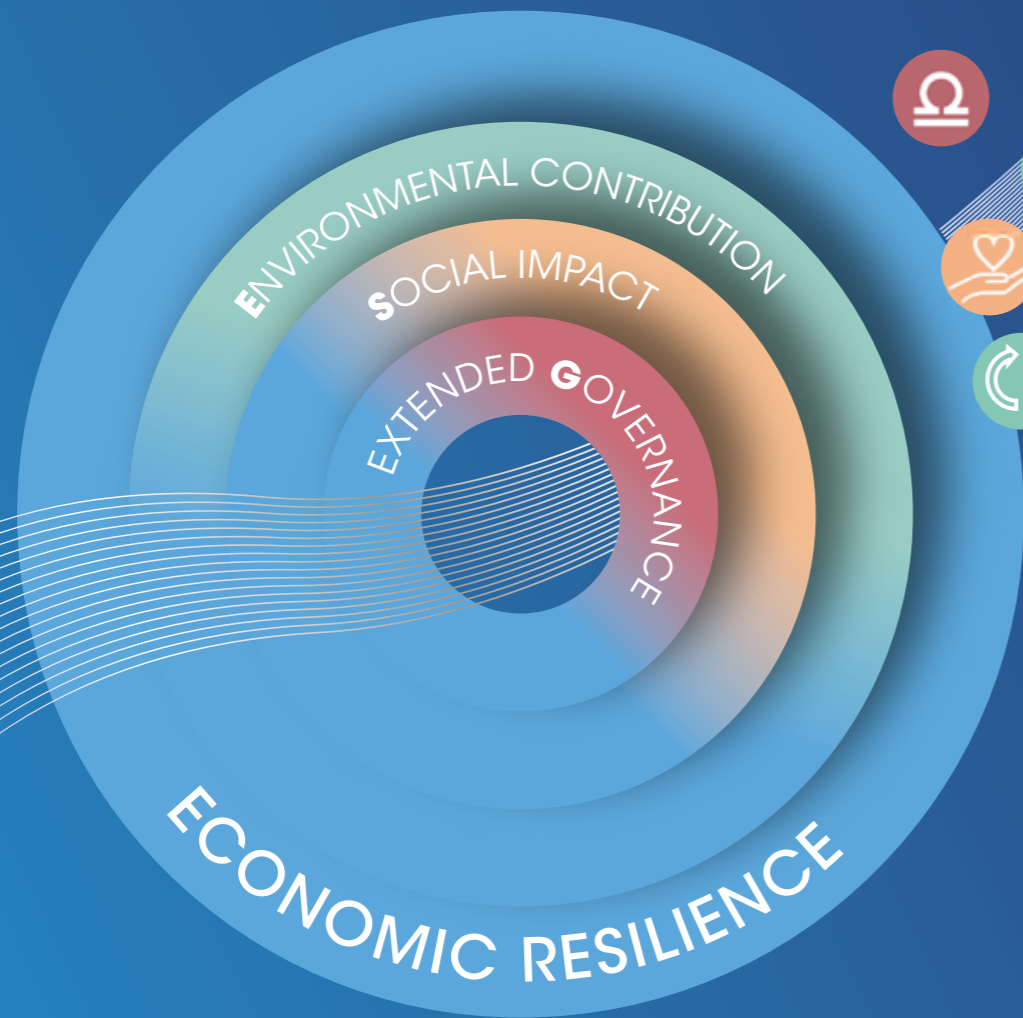 ENVIRONMENTAL CONTRIBUTION
SOCIAL IMPACT
EXTENDED GOVERNANCE
ECONOMIC RESILIENCE